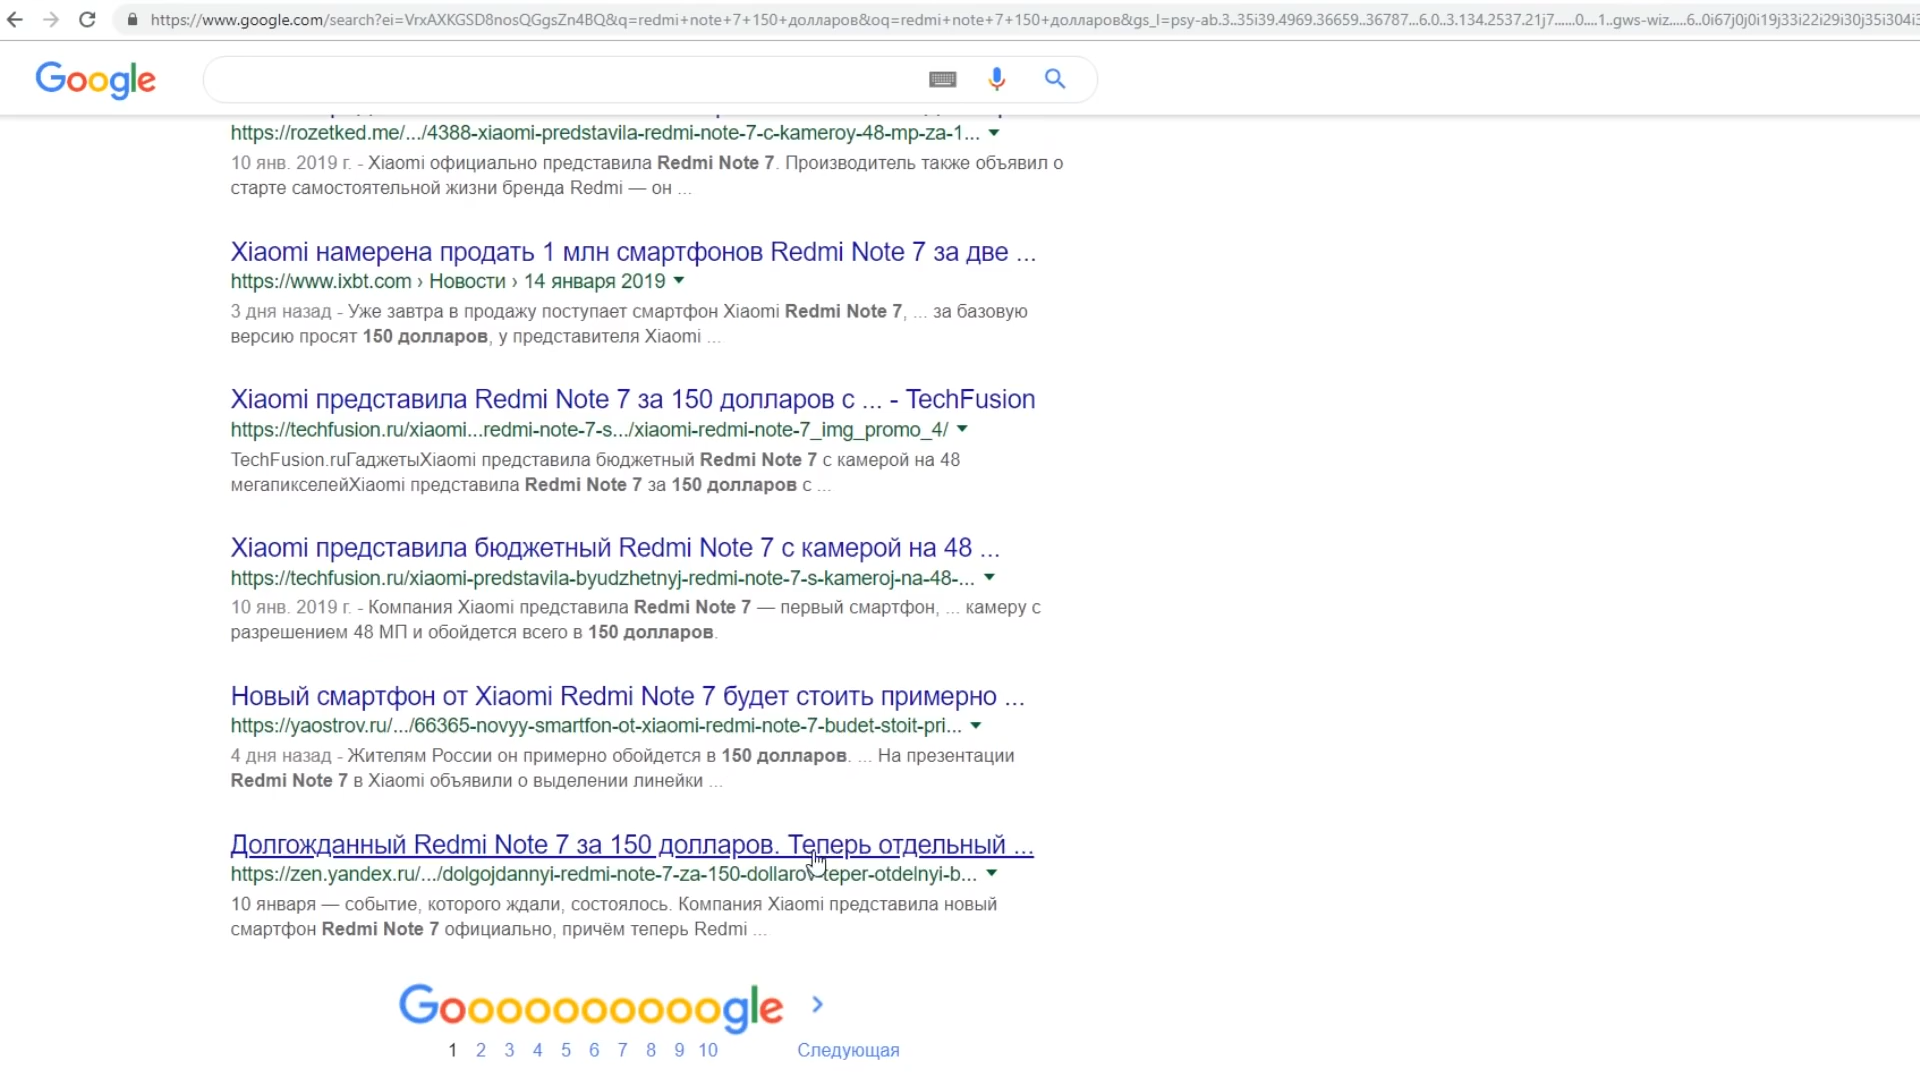 https://www.google.com/search?ei=VrxAXKGSD8nosQGgsZn4BQ&q=redmi+note+7+150+долларов&oq=redmi+note+7+150+долларов&gs_l=psy-ab.3..35i39.4969.36659..36787...6.0..3.134.2537.21j7......0....1..gws-wiz.....6..0i67j0j0i19j33i22i29i30j35i304i3
Google
https://rozetked.me/.../4388-xiaomi-predstavila-redmi-note-7-c-kameroy-48-mp-za-1...
10 янв. 2019 г. - Xiaomi официально представила Redmi Note 7. Производитель также объявил о
старте самостоятельной жизни бренда Redmi — он ...
Xiaomi намерена продать 1 млн смартфонов Redmi Note 7 за две ...
https://www.ixbt.com › Новости › 14 января 2019
3 дня назад - Уже завтра в продажу поступает смартфон Xiaomi Redmi Note 7, ... за базовую
версию просят 150 долларов, у представителя Xiaomi ...
Xiaomi представила Redmi Note 7 за 150 долларов с ... - TechFusion
https://techfusion.ru/xiaomi...redmi-note-7-s.../xiaomi-redmi-note-7_img_promo_4/
TechFusion.ruГаджетыXiaomi представила бюджетный Redmi Note 7 с камерой на 48
мегапикселейXiaomi представила Redmi Note 7 за 150 долларов с ...
Xiaomi представила бюджетный Redmi Note 7 с камерой на 48 ...
https://techfusion.ru/xiaomi-predstavila-byudzhetnyj-redmi-note-7-s-kameroj-na-48-...
10 янв. 2019 г. - Компания Xiaomi представила Redmi Note 7 — первый смартфон, ... камеру с
разрешением 48 МП и обойдется всего в 150 долларов.
Новый смартфон от Xiaomi Redmi Note 7 будет стоить примерно ...
https://yaostrov.ru/.../66365-novyy-smartfon-ot-xiaomi-redmi-note-7-budet-stoit-pri...
4 дня назад - Жителям России он примерно обойдется в 150 долларов. ... На презентации
Redmi Note 7 в Xiaomi объявили о выделении линейки ...
Долгожданный Redmi Note 7 за 150 долларов. Теперь отдельный ...
https://zen.yandex.ru/.../dolgojdannyi-redmi-note-7-za-150-dollarov-teper-otdelnyi-b...
10 января — событие, которого ждали, состоялось. Компания Xiaomi представила новый
смартфон Redmi Note 7 официально, причём теперь Redmi ...
Goooooooooogle
1 2 3 4 5 6 7 8 9 10 Следующая